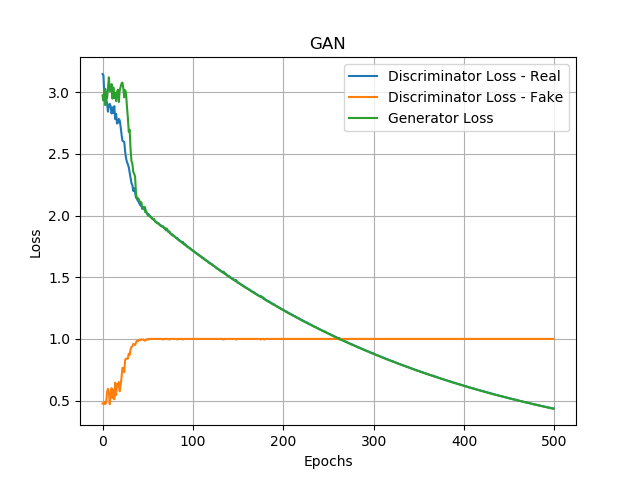 GAN
Discriminator Loss - Real
Discriminator Loss - Fake
Generator Loss
Loss
3.0
2.5
2.0
1.5
1.0
0.5
0 100 200 300 400 500
Epochs